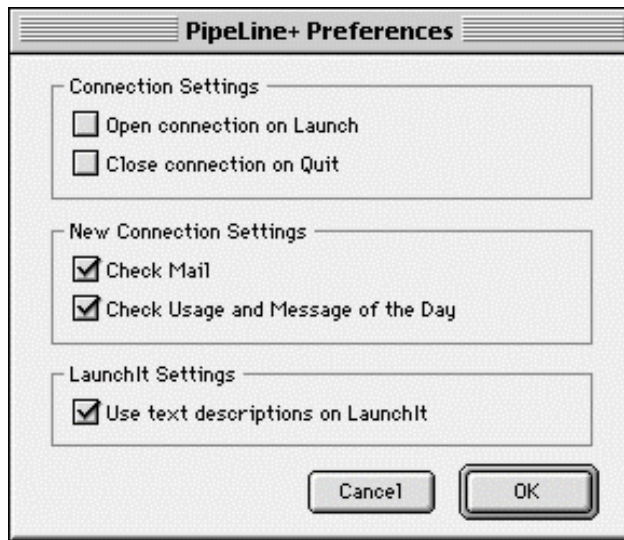 PipeLine+ Preferences
Connection Settings
Open connection on Launch
Close connection on Quit
New Connection Settings
Check Mail
Check Usage and Message of the Day
LaunchIt Settings
Use text descriptions on LaunchIt
Cancel OK